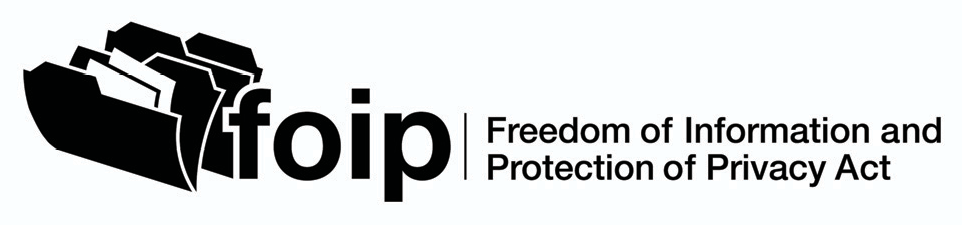 foip
Freedom of Information and
Protection of Privacy Act